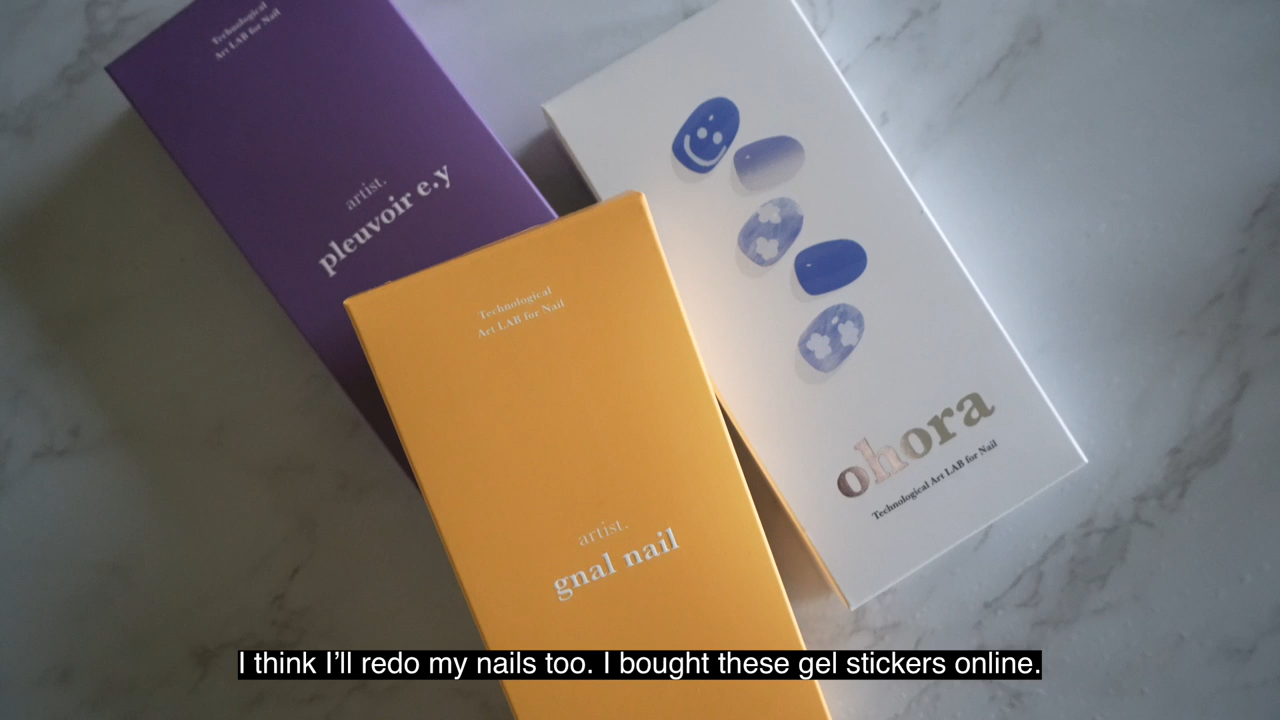 Technological
Art LAB for Nail
artist.
pleuvoir e.y
Technological
Art LAB for Nail
artist.
gnal nail
ohora
Technological Art LAB for Nail
I think I'll redo my nails too. I bought these gel stickers online.